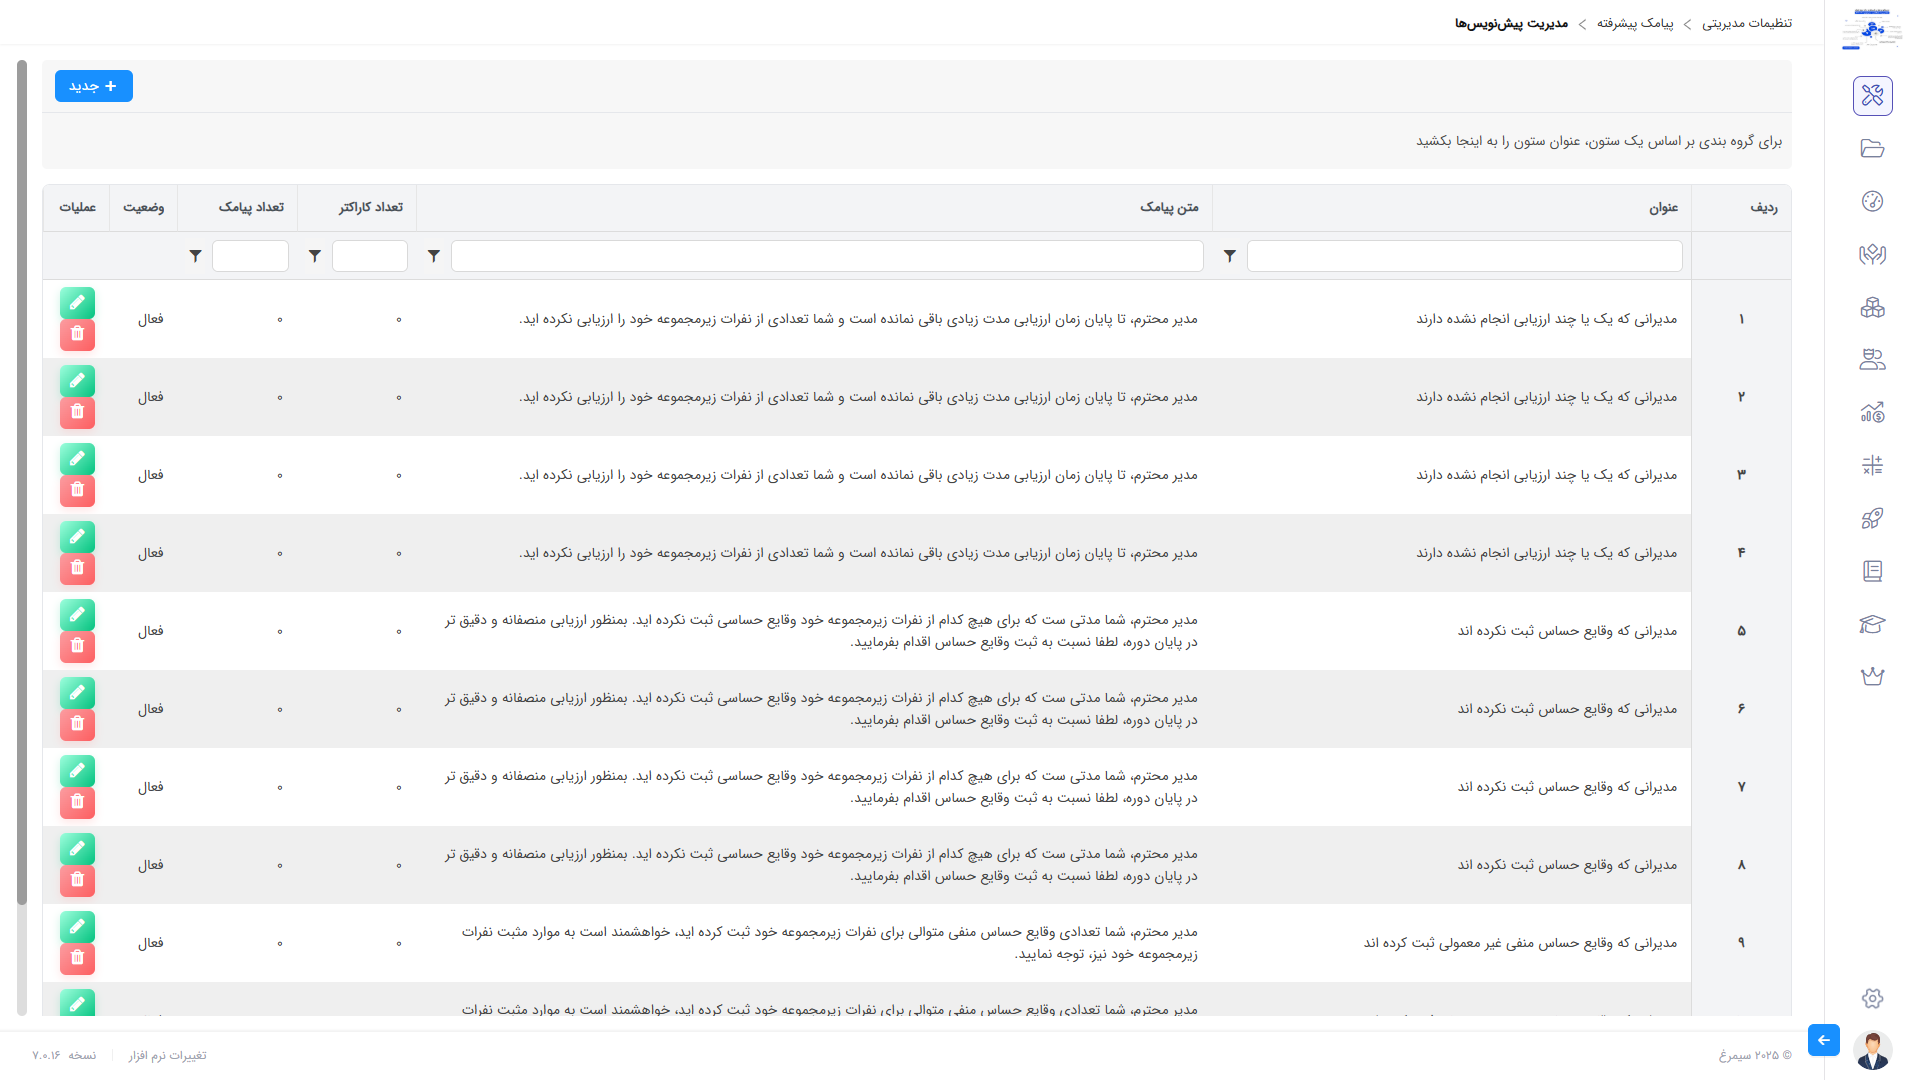 تنظیمات مدیریتی > پیامک پیشرفته > مدیریت پیش‌نویس‌ها
+ جدید
برای گروه بندی بر اساس یک ستون، عنوان ستون را به اینجا بکشید
ردیف عنوان متن پیامک تعداد کاراکتر تعداد پیامک وضعیت عملیات
۱ مدیرانی که یک یا چند ارزیابی انجام نشده دارند مدیر محترم، تا پایان زمان ارزیابی مدت زیادی باقی نمانده است و شما تعدادی از نفرات زیرمجموعه خود را ارزیابی نکرده اید. ۰ ۰ فعال
۲ مدیرانی که یک یا چند ارزیابی انجام نشده دارند مدیر محترم، تا پایان زمان ارزیابی مدت زیادی باقی نمانده است و شما تعدادی از نفرات زیرمجموعه خود را ارزیابی نکرده اید. ۰ ۰ فعال
۳ مدیرانی که یک یا چند ارزیابی انجام نشده دارند مدیر محترم، تا پایان زمان ارزیابی مدت زیادی باقی نمانده است و شما تعدادی از نفرات زیرمجموعه خود را ارزیابی نکرده اید. ۰ ۰ فعال
۴ مدیرانی که یک یا چند ارزیابی انجام نشده دارند مدیر محترم، تا پایان زمان ارزیابی مدت زیادی باقی نمانده است و شما تعدادی از نفرات زیرمجموعه خود را ارزیابی نکرده اید. ۰ ۰ فعال
۵ مدیرانی که وقایع حساس ثبت نکرده اند مدیر محترم، شما مدتی ست که برای هیچ کدام از نفرات زیرمجموعه خود وقایع حساسی ثبت نکرده اید. بمنظور ارزیابی منصفانه و دقیق تر
در پایان دوره، لطفا نسبت به ثبت وقایع حساس اقدام بفرمایید. ۰ ۰ فعال
۶ مدیرانی که وقایع حساس ثبت نکرده اند مدیر محترم، شما مدتی ست که برای هیچ کدام از نفرات زیرمجموعه خود وقایع حساسی ثبت نکرده اید. بمنظور ارزیابی منصفانه و دقیق تر
در پایان دوره، لطفا نسبت به ثبت وقایع حساس اقدام بفرمایید. ۰ ۰ فعال
۷ مدیرانی که وقایع حساس ثبت نکرده اند مدیر محترم، شما مدتی ست که برای هیچ کدام از نفرات زیرمجموعه خود وقایع حساسی ثبت نکرده اید. بمنظور ارزیابی منصفانه و دقیق تر
در پایان دوره، لطفا نسبت به ثبت وقایع حساس اقدام بفرمایید. ۰ ۰ فعال
۸ مدیرانی که وقایع حساس ثبت نکرده اند مدیر محترم، شما مدتی ست که برای هیچ کدام از نفرات زیرمجموعه خود وقایع حساسی ثبت نکرده اید. بمنظور ارزیابی منصفانه و دقیق تر
در پایان دوره، لطفا نسبت به ثبت وقایع حساس اقدام بفرمایید. ۰ ۰ فعال
۹ مدیرانی که وقایع حساس منفی غیر معمولی ثبت کرده اند مدیر محترم، شما تعدادی وقایع حساس منفی متوالی برای نفرات زیرمجموعه خود ثبت کرده اید، خواهشمند است به موارد مثبت نفرات
زیرمجموعه خود نیز، توجه نمایید. ۰ ۰ فعال
مدیر محترم، شما تعدادی وقایع حساس منفی متوالی برای نفرات زیرمجموعه خود ثبت کرده اید، خواهشمند است به موارد مثبت نفرات
© ۲۰۲۵ سیمرغ تغییرات نرم افزار نسخه ۷.۰.۱۶